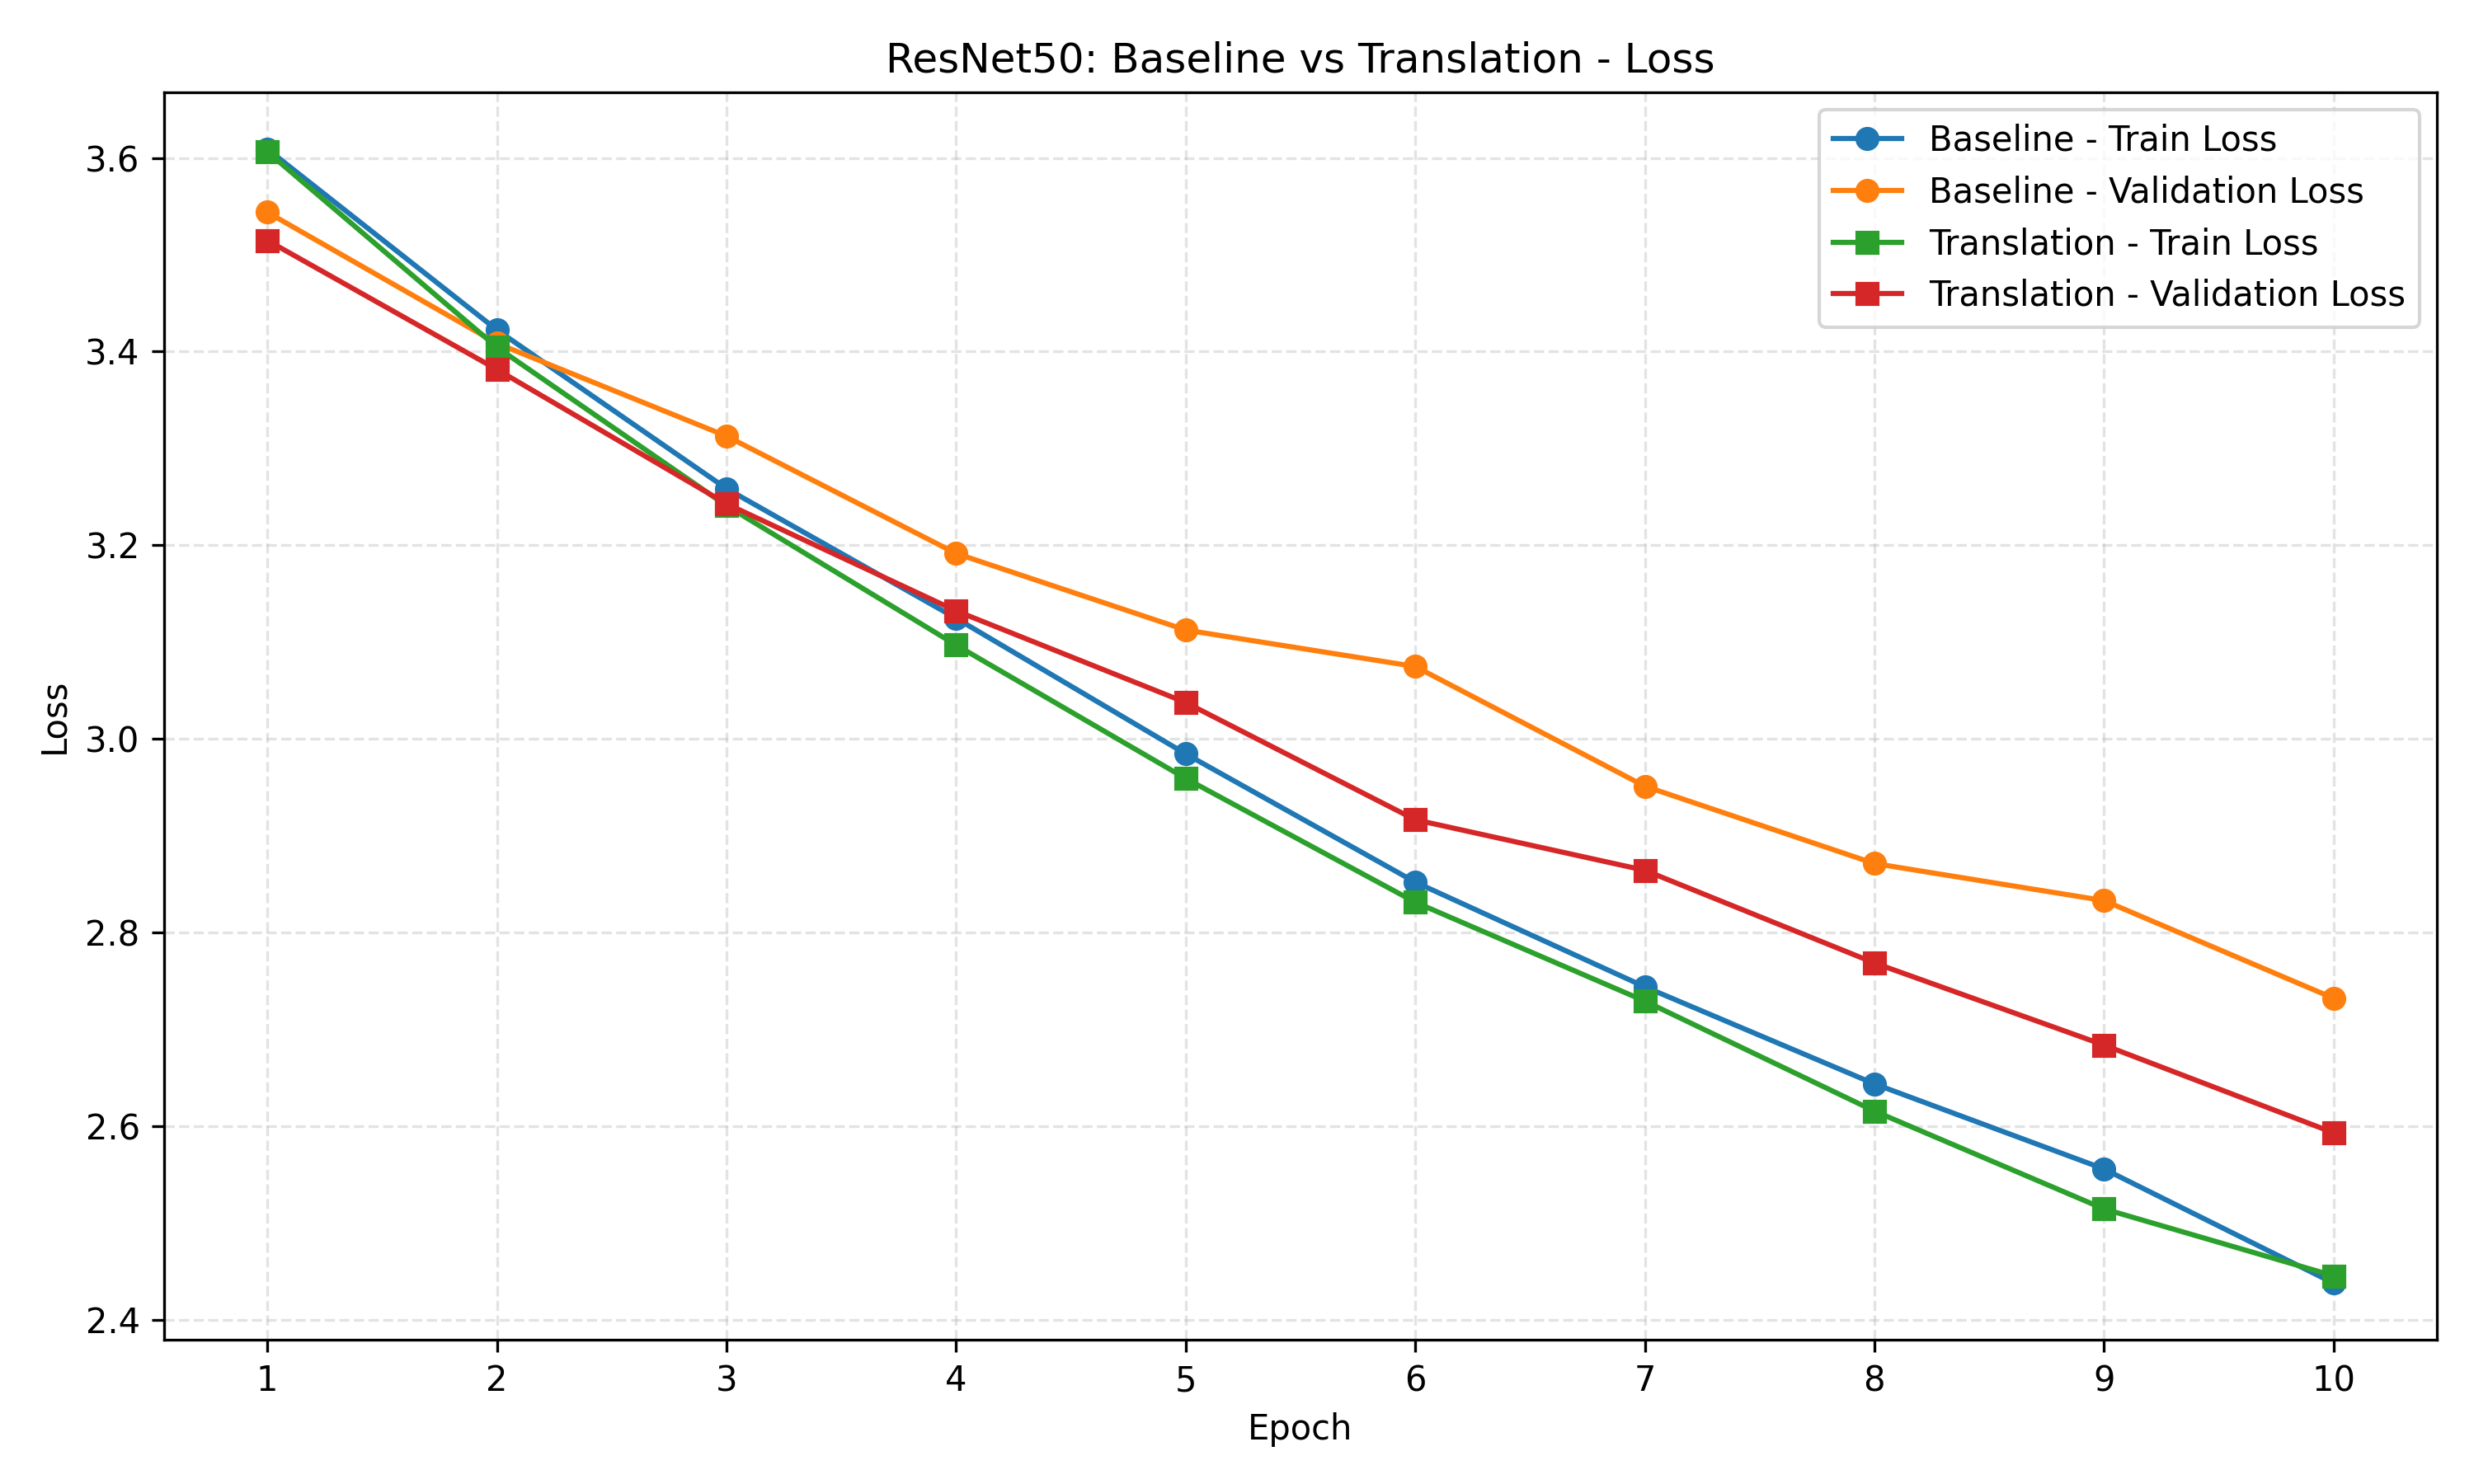 ResNet50: Baseline vs Translation - Loss
Baseline - Train Loss
Baseline - Validation Loss
Translation - Train Loss
Translation - Validation Loss
3.6
3.4
3.2
3.0
2.8
2.6
2.4
Loss
1 2 3 4 5 6 7 8 9 10
Epoch